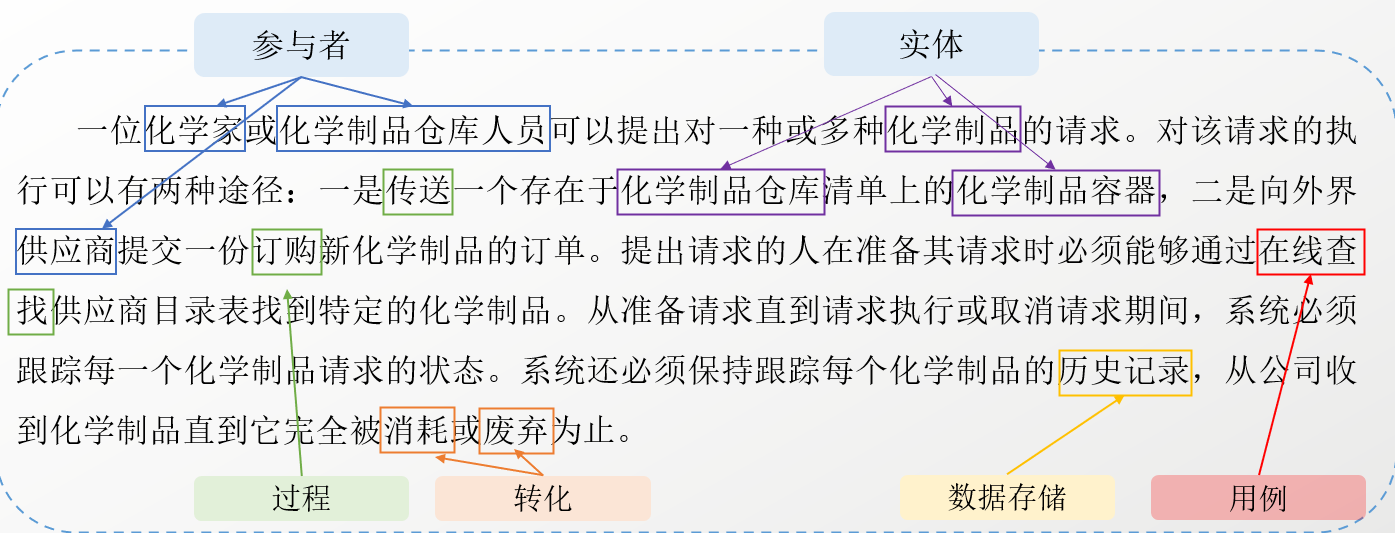 参与者
实体
一位化学家或化学制品仓库人员可以提出对一种或多种化学制品的请求。对该请求的执
行可以有两种途径：一是传送一个存在于化学制品仓库清单上的化学制品容器，二是向外界
供应商提交一份订购新化学制品的订单。提出请求的人在准备其请求时必须能够通过在线查
找供应商目录表找到特定的化学制品。从准备请求直到请求执行或取消请求期间，系统必须
跟踪每一个化学制品请求的状态。系统还必须保持跟踪每个化学制品的历史记录，从公司收
到化学制品直到它完全被消耗或废弃为止。
过程
转化
数据存储
用例